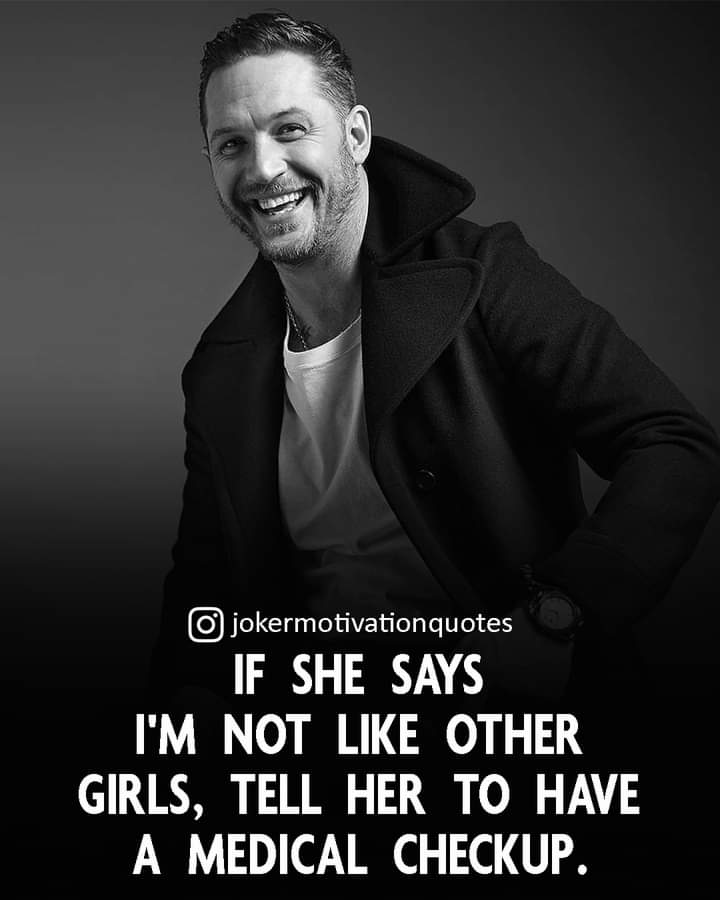 jokermotivationquotes
IF SHE SAYS
I'M NOT LIKE OTHER
GIRLS, TELL HER TO HAVE
A MEDICAL CHECKUP.